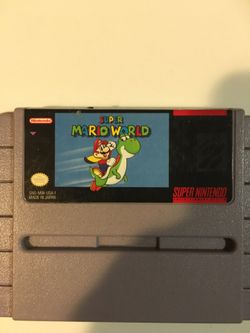 Nintendo
SUPER
MARIO WORLD
SNS-MW-USA-1
MADE IN JAPAN
SUPER NINTENDO